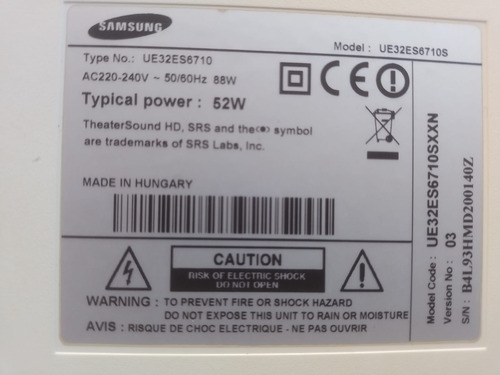 SAMSUNG
Model : UE32ES6710S
Type No.: UE32ES6710
AC220-240V ~ 50/60Hz 88W
Typical power : 52W
TheaterSound HD, SRS and the(●) symbol
are trademarks of SRS Labs, Inc.
MADE IN HUNGARY
CAUTION
RISK OF ELECTRIC SHOCK
DO NOT OPEN
WARNING : TO PREVENT FIRE OR SHOCK HAZARD
DO NOT EXPOSE THIS UNIT TO RAIN OR MOISTURE
AVIS : RISQUE DE CHOC ELECTRIQUE - NE PAS OUVRIR
Model Code : UE32ES6710SXXN
Version No : 03
S/N : B4L93HMD200140Z